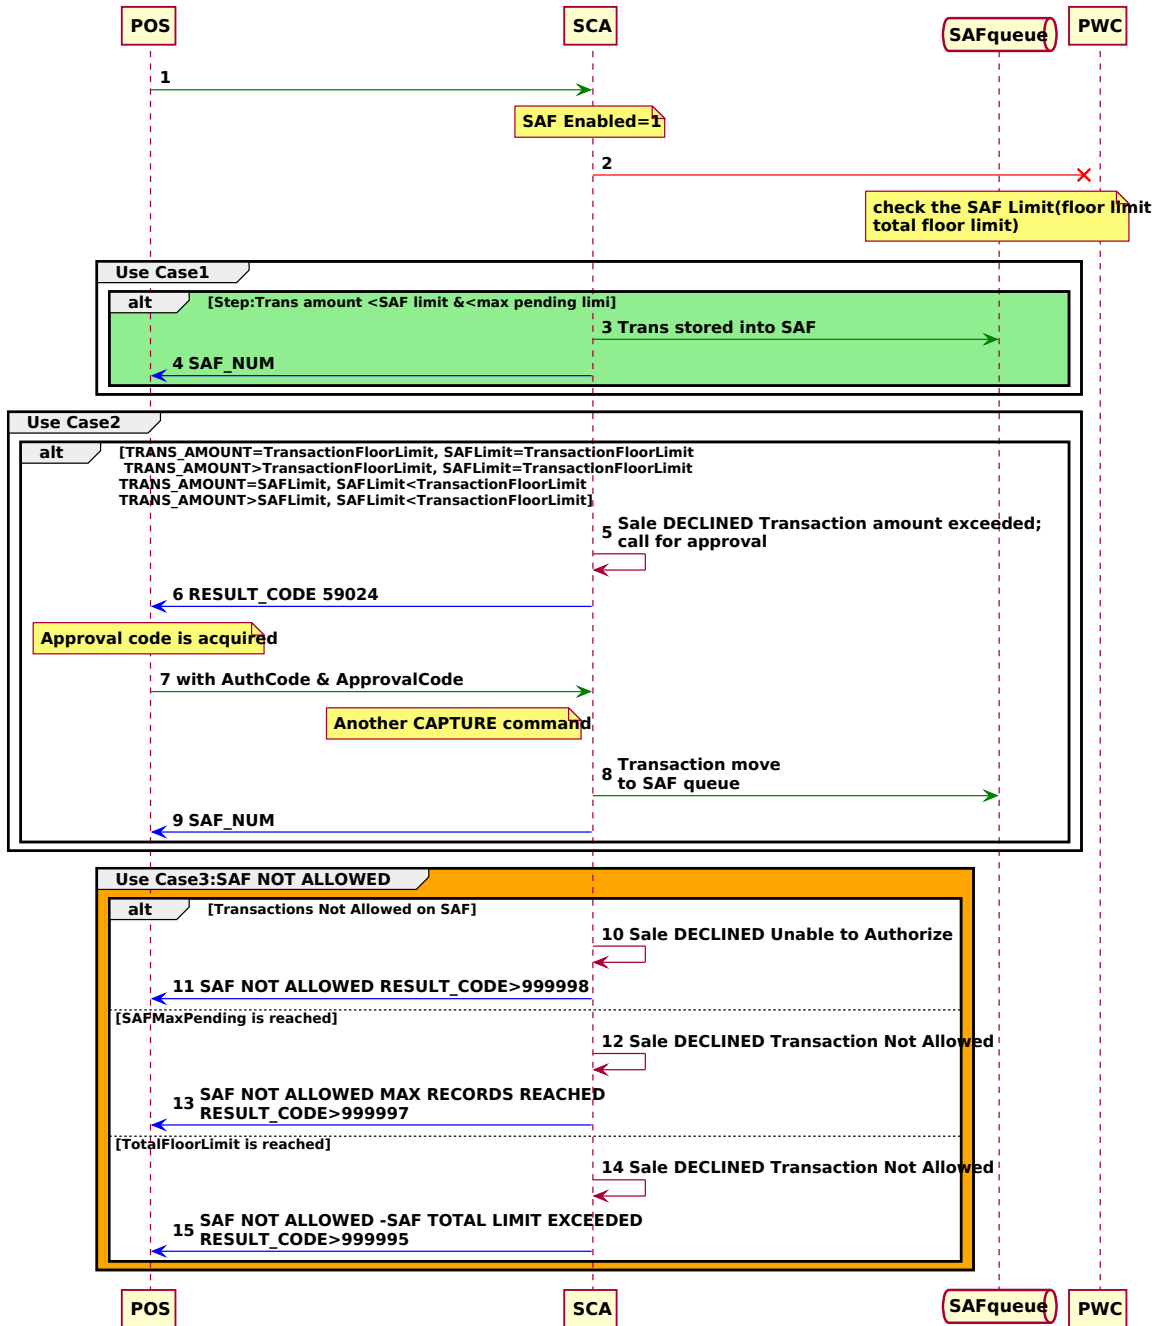 POS
SCA
SAFqueue
PWC
1
SAF Enabled=1
2
check the SAF Limit(floor limit
total floor limit)
Use Case1
alt
[Step:Trans amount <SAF limit &<max pending limi]
3 Trans stored into SAF
4 SAF_NUM
Use Case2
alt
[TRANS_AMOUNT=TransactionFloorLimit, SAFLimit=TransactionFloorLimit
TRANS_AMOUNT>TransactionFloorLimit, SAFLimit=TransactionFloorLimit
TRANS_AMOUNT=SAFLimit, SAFLimit<TransactionFloorLimit
TRANS_AMOUNT>SAFLimit, SAFLimit<TransactionFloorLimit]
5 Sale DECLINED Transaction amount exceeded;
call for approval
6 RESULT_CODE 59024
Approval code is acquired
7 with AuthCode & ApprovalCode
Another CAPTURE command
8 Transaction move
to SAF queue
9 SAF_NUM
Use Case3:SAF NOT ALLOWED
alt
[Transactions Not Allowed on SAF]
10 Sale DECLINED Unable to Authorize
11 SAF NOT ALLOWED RESULT_CODE>999998
[SAFMaxPending is reached]
12 Sale DECLINED Transaction Not Allowed
13 SAF NOT ALLOWED MAX RECORDS REACHED
RESULT_CODE>999997
[TotalFloorLimit is reached]
14 Sale DECLINED Transaction Not Allowed
15 SAF NOT ALLOWED -SAF TOTAL LIMIT EXCEEDED
RESULT_CODE>999995
POS
SCA
SAFqueue
PWC